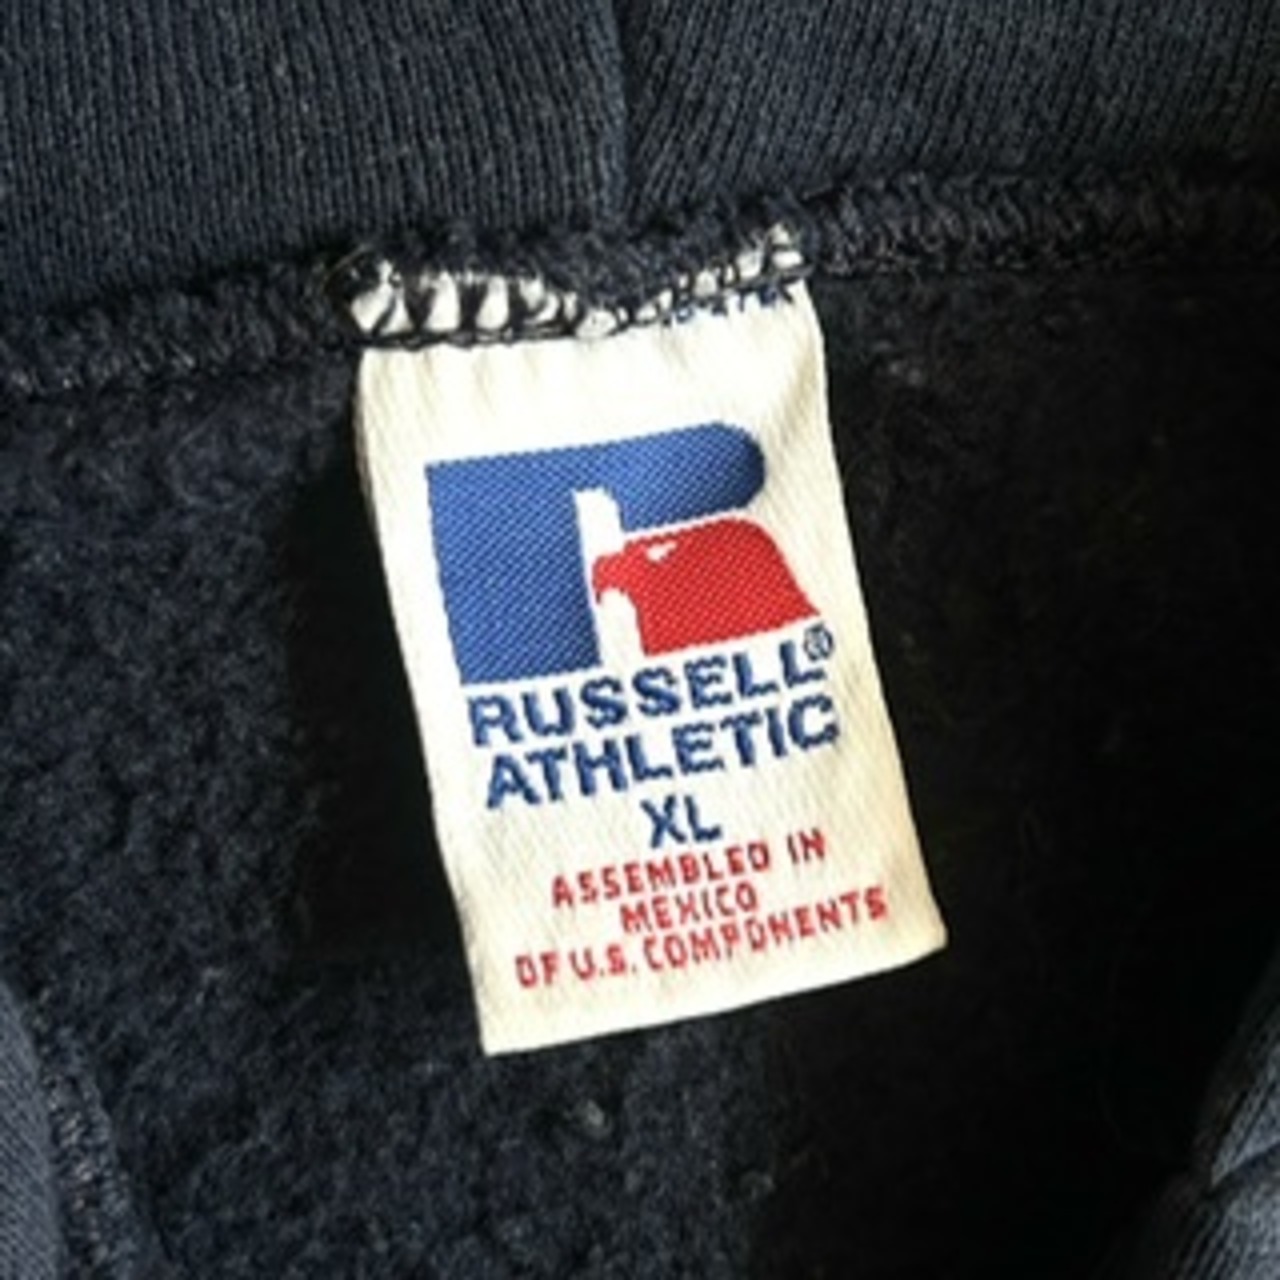 RUSSELL®
ATHLETIC
XL
ASSEMBLED IN
MEXICO
OF U.S. COMPONENTS